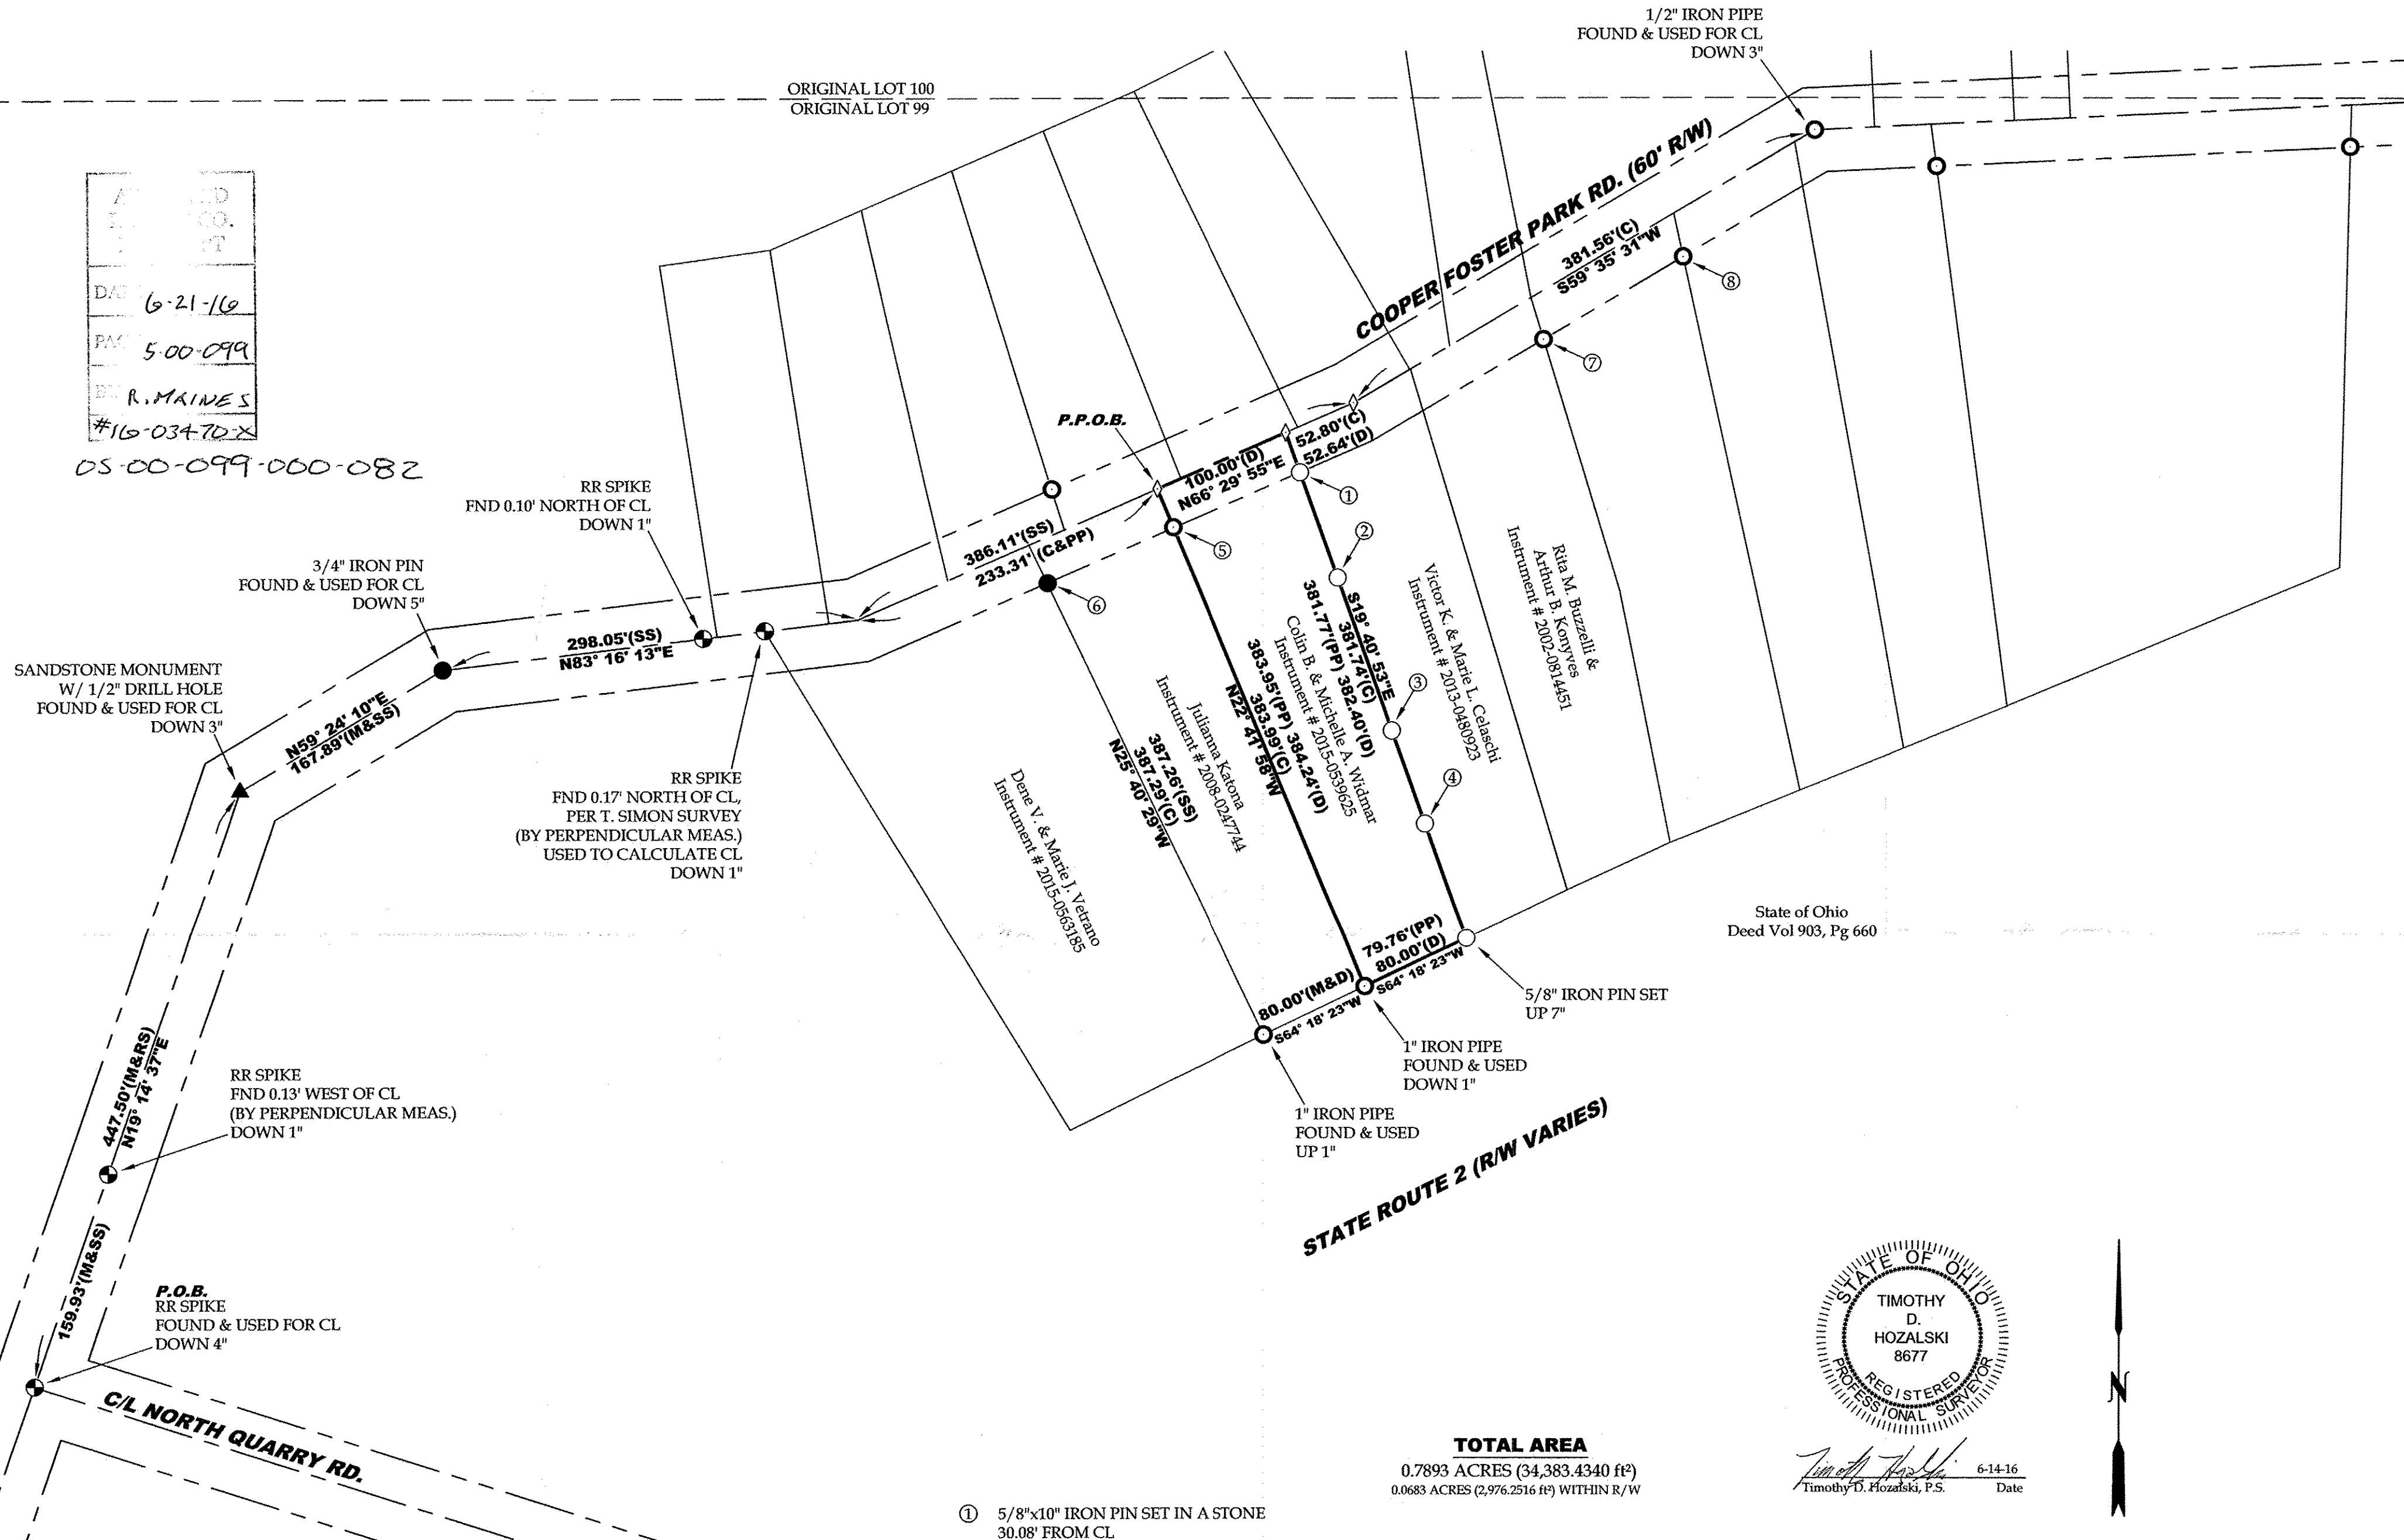 1/2" IRON PIPE
FOUND & USED FOR CL
DOWN 3"
ORIGINAL LOT 100
ORIGINAL LOT 99
COOPER FOSTER PARK RD. (60' R/W)
381.56'(C)
S59° 35' 31"W
6-21-16
5-00-099
R. MAINES
#16-03470-X
05-00-099-000-082
8
7
P.P.O.B.
100.00'(D)
N66° 29' 55"E
52.80'(C)
52.64'(D)
1
2
3
4
5
6
386.11'(SS)
233.31' (C&PP)
RR SPIKE
FND 0.10' NORTH OF CL
DOWN 1"
3/4" IRON PIN
FOUND & USED FOR CL
DOWN 5"
298.05'(SS)
N83° 16' 13"E
SANDSTONE MONUMENT
W/ 1/2" DRILL HOLE
FOUND & USED FOR CL
DOWN 3"
N59° 24' 10"E
167.89'(M&SS)
RR SPIKE
FND 0.17' NORTH OF CL,
PER T. SIMON SURVEY
(BY PERPENDICULAR MEAS.)
USED TO CALCULATE CL
DOWN 1"
Dene V. & Marie J. Vetrano
Instrument # 2015-0563185
387.26'(SS)
387.29'(C)
N25° 40' 29"W
Julianna Katona
Instrument # 2008-0247744
383.95'(PP) 384.24'(D)
383.99'(C)
N22° 41' 58"W
Colin B. & Michelle A. Widmar
Instrument # 2015-0539625
S19° 40' 53"E
381.74'(C)
381.77'(PP) 382.40'(D)
Victor K. & Marie L. Celaschi
Instrument # 2013-0480923
Rita M. Buzzelli &
Arthur B. Konyves
Instrument # 2002-0814451
State of Ohio
Deed Vol 903, Pg 660
79.76'(PP)
80.00'(D)
S64° 18' 23"W
80.00'(M&D)
S64° 18' 23"W
5/8" IRON PIN SET
UP 7"
1" IRON PIPE
FOUND & USED
DOWN 1"
1" IRON PIPE
FOUND & USED
UP 1"
STATE ROUTE 2 (R/W VARIES)
447.50'(M&RS)
N19° 14' 37"E
RR SPIKE
FND 0.13' WEST OF CL
(BY PERPENDICULAR MEAS.)
DOWN 1"
159.93'(M&SS)
P.O.B.
RR SPIKE
FOUND & USED FOR CL
DOWN 4"
C/L NORTH QUARRY RD.
STATE OF OHIO
TIMOTHY
D.
HOZALSKI
8677
REGISTERED
PROFESSIONAL SURVEYOR
N
Timothy Hozalski 6-14-16
Timothy D. Hozalski, P.S. Date
TOTAL AREA
0.7893 ACRES (34,383.4340 ft²)
0.0683 ACRES (2,976.2516 ft²) WITHIN R/W
1 5/8"x10" IRON PIN SET IN A STONE
30.08' FROM CL